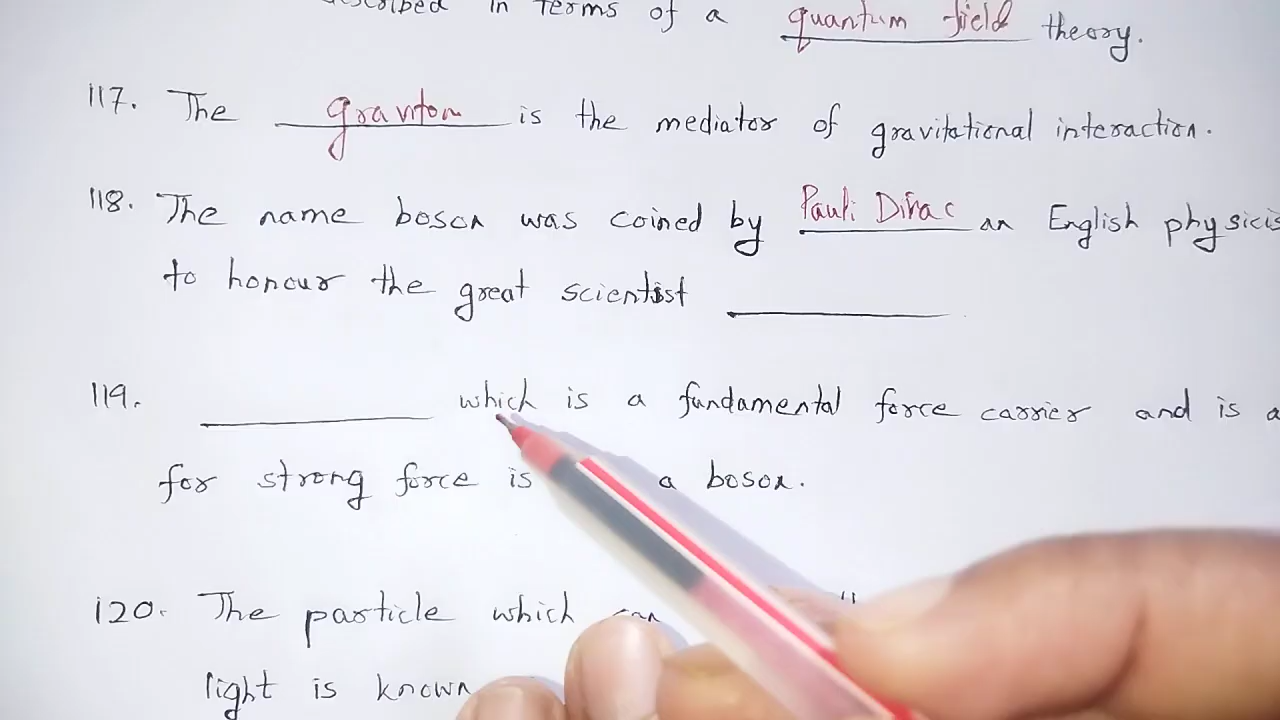 in terms of a quantum field theory.
117. The graviton is the mediator of gravitational interaction.
118. The name boson was coined by Pauli Dirac an English
to honour the great scientist
119. which is a fundamental force carrier and is a
for strong force is a boson.
120. The particle which can
light is known